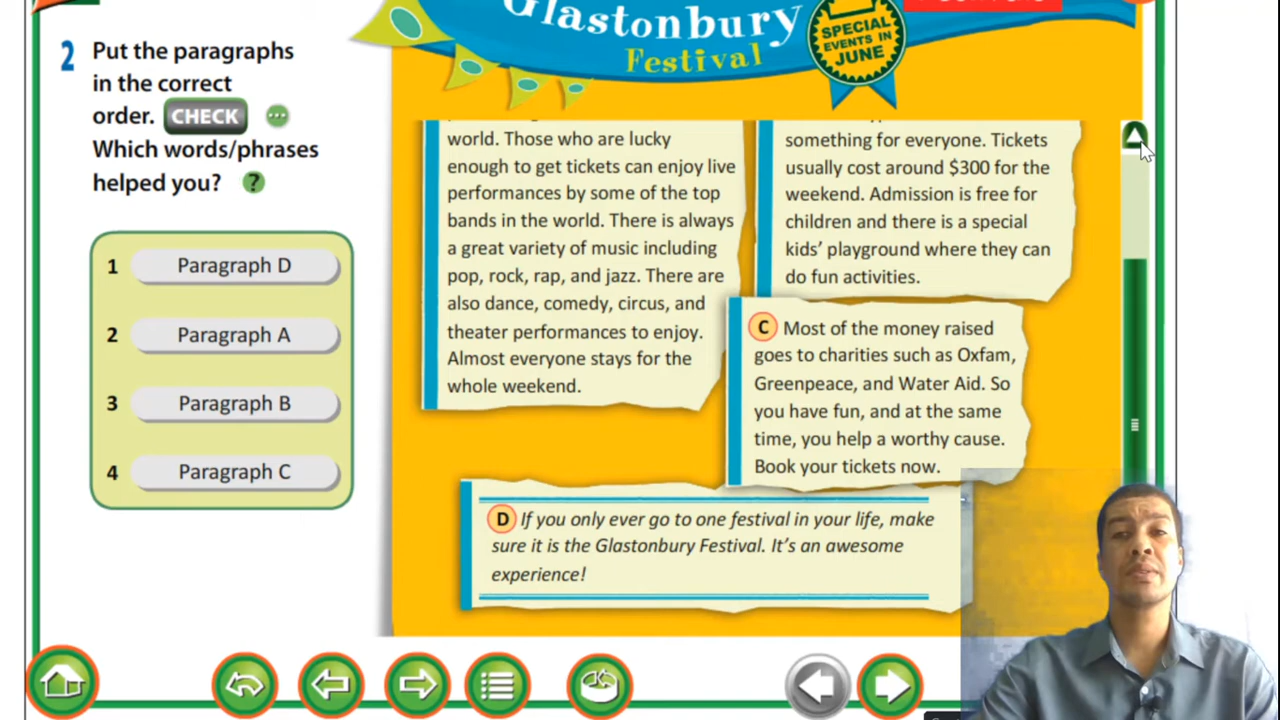 Glastonbury
Festival
SPECIAL
EVENTS IN
JUNE
2 Put the paragraphs
in the correct
order. CHECK
Which words/phrases
helped you? ?
1 Paragraph D
2 Paragraph A
3 Paragraph B
4 Paragraph C
world. Those who are lucky
enough to get tickets can enjoy live
performances by some of the top
bands in the world. There is always
a great variety of music including
pop, rock, rap, and jazz. There are
also dance, comedy, circus, and
theater performances to enjoy.
Almost everyone stays for the
whole weekend.
something for everyone. Tickets
usually cost around $300 for the
weekend. Admission is free for
children and there is a special
kids' playground where they can
do fun activities.
C Most of the money raised
goes to charities such as Oxfam,
Greenpeace, and Water Aid. So
you have fun, and at the same
time, you help a worthy cause.
Book your tickets now.
D If you only ever go to one festival in your life, make
sure it is the Glastonbury Festival. It's an awesome
experience!